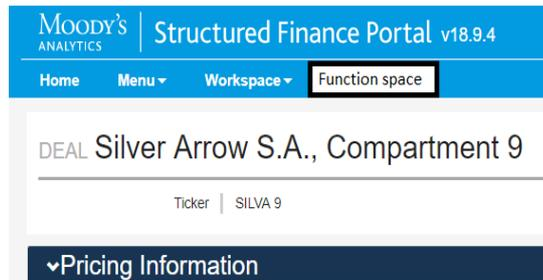 MOODY'S ANALYTICS Structured Finance Portal v18.9.4
Home Menu Workspace Function space
DEAL Silver Arrow S.A., Compartment 9
Ticker SILVA 9
Pricing Information